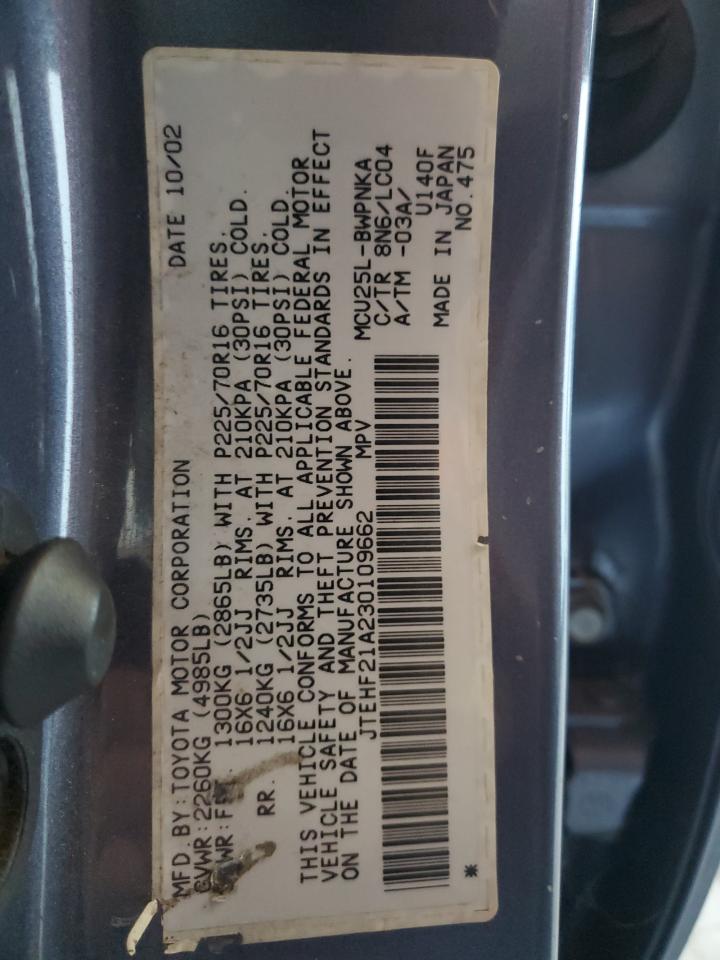 MFD.BY:TOYOTA MOTOR CORPORATION DATE 10/02
GVWR:2260KG (4985LB)
1300KG (2865LB) WITH P225/70R16 TIRES.
16X6 1/2JJ RIMS. AT 210KPA (30PSI) COLD.
RR. 1240KG (2735LB) WITH P225/70R16 TIRES.
16X6 1/2JJ RIMS. AT 210KPA (30PSI) COLD.
THIS VEHICLE CONFORMS TO ALL APPLICABLE FEDERAL MOTOR
VEHICLE SAFETY AND THEFT PREVENTION STANDARDS IN EFFECT
ON THE DATE OF MANUFACTURE SHOWN ABOVE.
JTEHF21A230109662 MPV
MCU25L-BWPNKA
C/TR 8N6/LC04
A/TM -03A/
U140F
MADE IN JAPAN
* NO.475